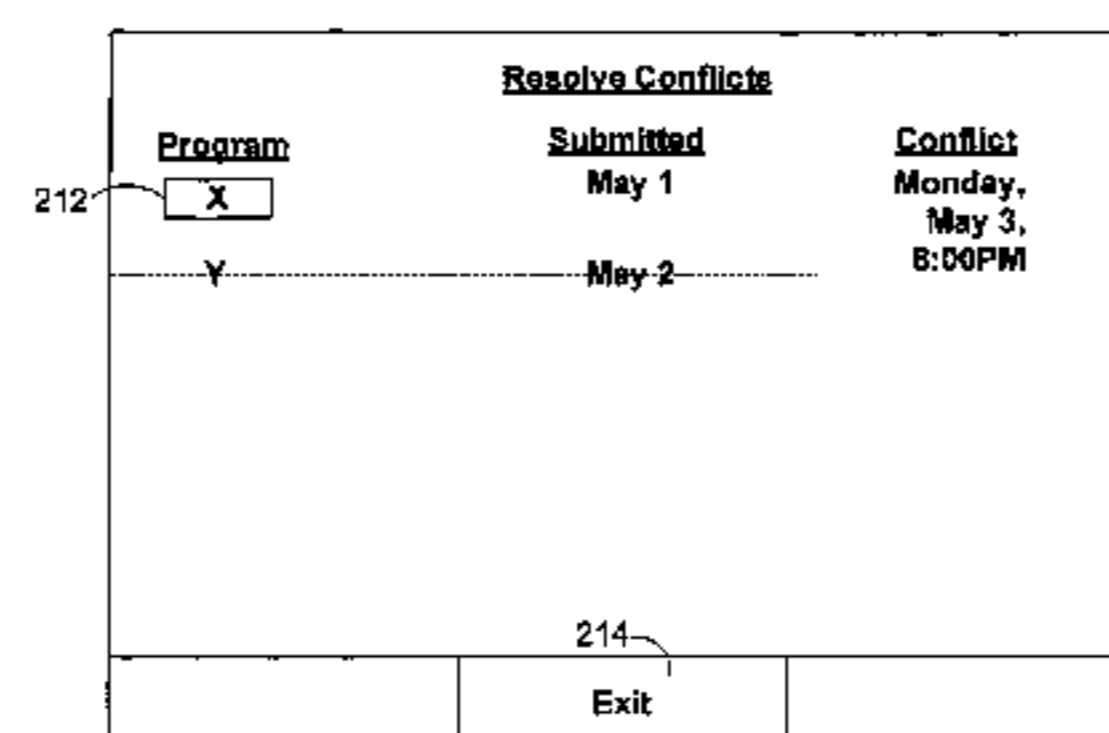 Resolve Conflicts
Program Submitted Conflict
212 X May 1 Monday,
May 3,
8:00PM
Y May 2
214
Exit